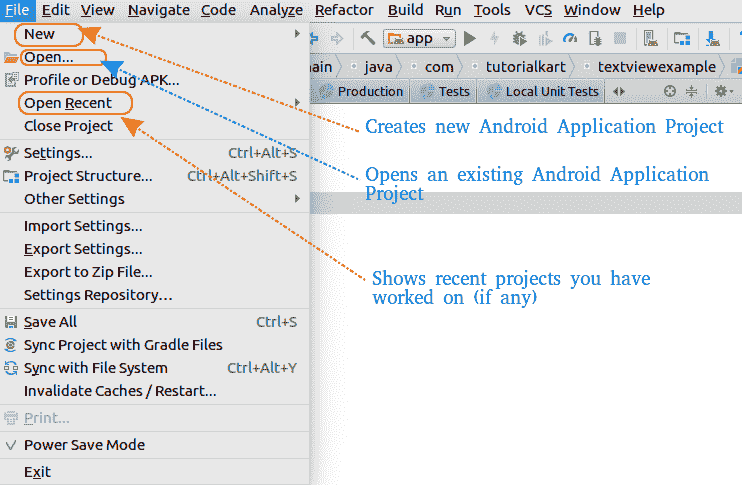 File Edit View Navigate Code Analyze Refactor Build Run Tools VCS Window Help
New
Open...
Profile or Debug APK...
Open Recent
Close Project
Settings... Ctrl+Alt+S
Project Structure... Ctrl+Alt+Shift+S
Other Settings
Import Settings...
Export Settings...
Export to Zip File...
Settings Repository...
Save All Ctrl+S
Sync Project with Gradle Files
Sync with File System Ctrl+Alt+Y
Invalidate Caches / Restart...
Print...
Power Save Mode
Exit
app
java com tutorialkart textviewexample
Production Tests Local Unit Tests
Creates new Android Application Project
Opens an existing Android Application
Project
Shows recent projects you have
worked on (if any)